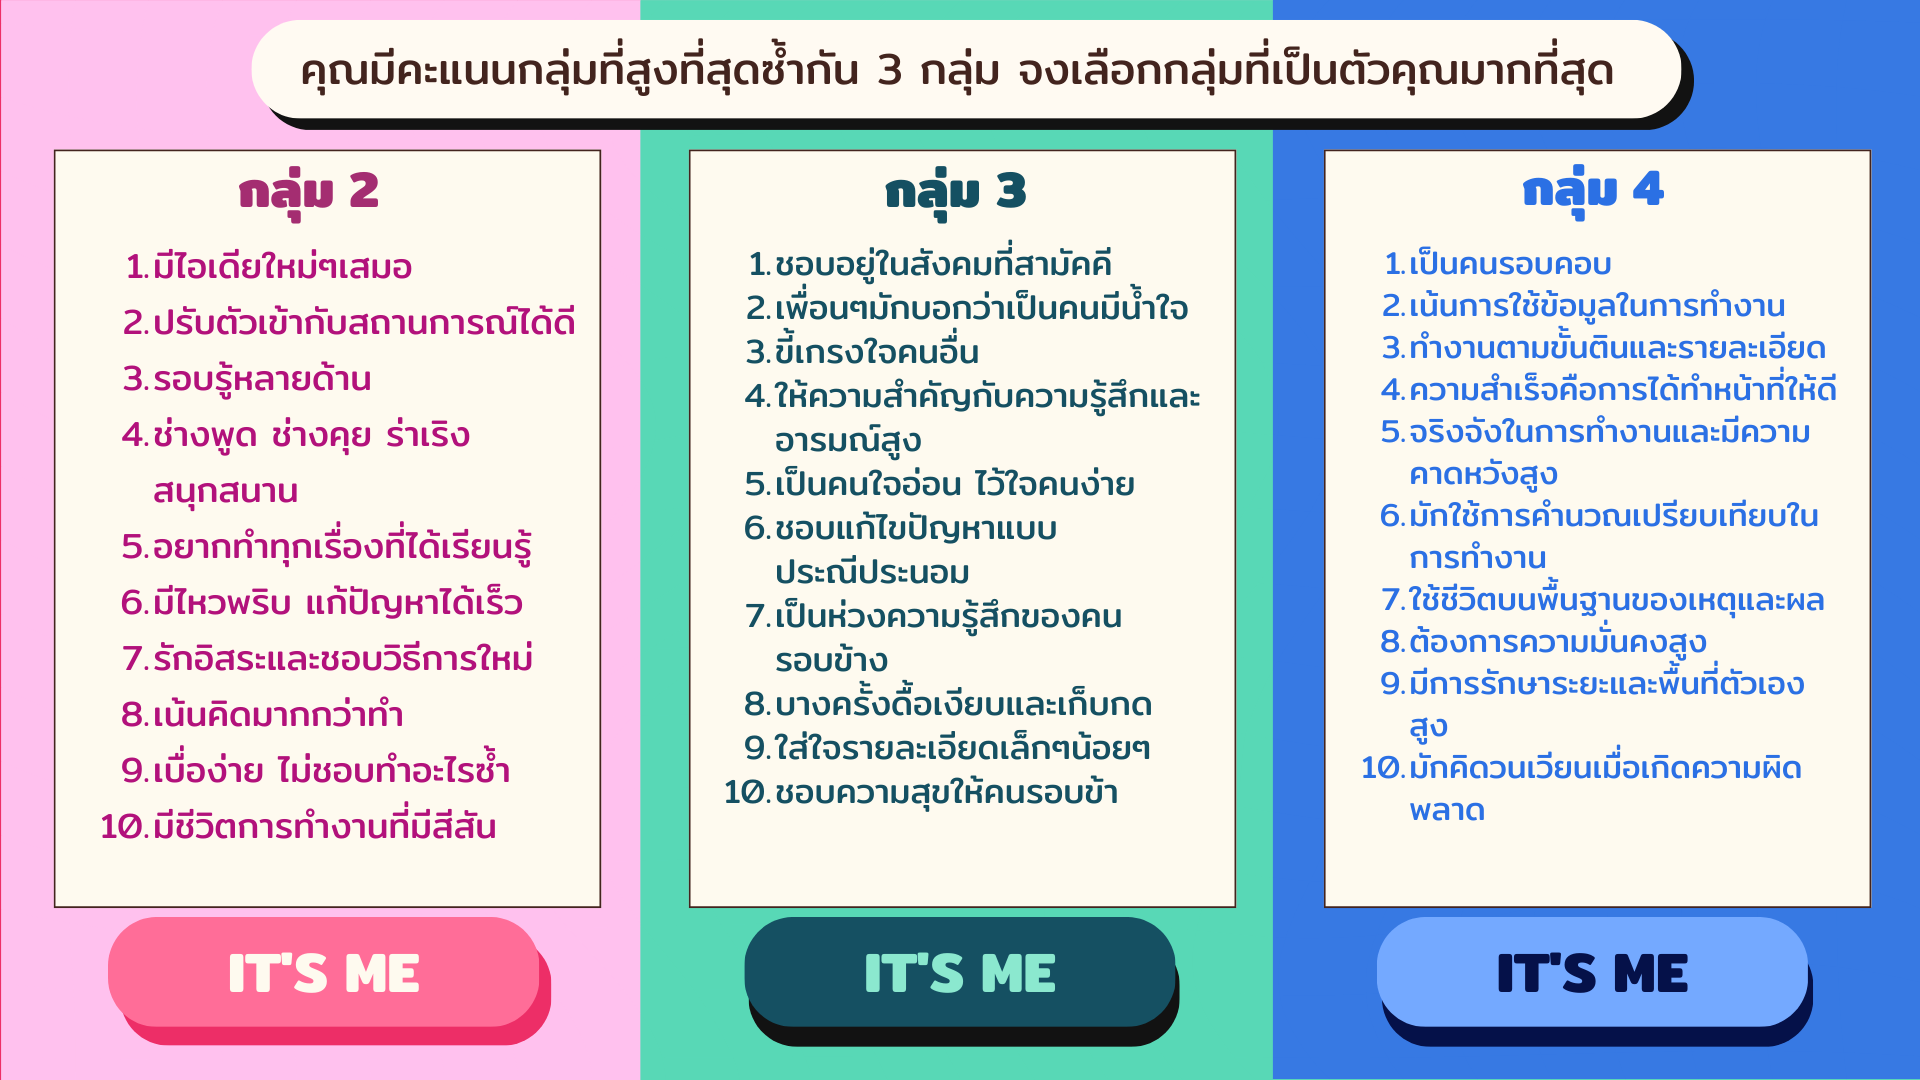 คุณมีคะแนนกลุ่มที่สูงที่สุดซ้ำกัน 3 กลุ่ม จงเลือกกลุ่มที่เป็นตัวคุณมากที่สุด
กลุ่ม 2
1. มีไอเดียใหม่ๆเสมอ
2. ปรับตัวเข้ากับสถานการณ์ได้ดี
3. รอบรู้หลายด้าน
4. ช่างพูด ช่างคุย ร่าเริง
สนุกสนาน
5. อยากทำทุกเรื่องที่ได้เรียนรู้
6. มีไหวพริบ แก้ปัญหาได้เร็ว
7. รักอิสระและชอบวิธีการใหม่
8. เน้นคิดมากกว่าทำ
9. เบื่อง่าย ไม่ชอบทำอะไรซ้ำ
10. มีชีวิตการทำงานที่มีสีสัน
IT'S ME
กลุ่ม 3
1. ชอบอยู่ในสังคมที่สามัคคี
2. เพื่อนๆมักบอกว่าเป็นคนมีน้ำใจ
3. ขี้เกรงใจคนอื่น
4. ให้ความสำคัญกับความรู้สึกและ
อารมณ์สูง
5. เป็นคนใจอ่อน ไว้ใจคนง่าย
6. ชอบแก้ไขปัญหาแบบ
ประณีประนอม
7. เป็นห่วงความรู้สึกของคน
รอบข้าง
8. บางครั้งดื้อเงียบและเก็บกด
9. ใส่ใจรายละเอียดเล็กๆน้อยๆ
10. ชอบความสุขให้คนรอบข้า
IT'S ME
กลุ่ม 4
1. เป็นคนรอบคอบ
2. เน้นการใช้ข้อมูลในการทำงาน
3. ทำงานตามขั้นตินและรายละเอียด
4. ความสำเร็จคือการได้ทำหน้าที่ให้ดี
5. จริงจังในการทำงานและมีความ
คาดหวังสูง
6. มักใช้การคำนวณเปรียบเทียบใน
การทำงาน
7. ใช้ชีวิตบนพื้นฐานของเหตุและผล
8. ต้องการความมั่นคงสูง
9. มีการรักษาระยะและพื้นที่ตัวเอง
สูง
10. มักคิดวนเวียนเมื่อเกิดความผิด
พลาด
IT'S ME